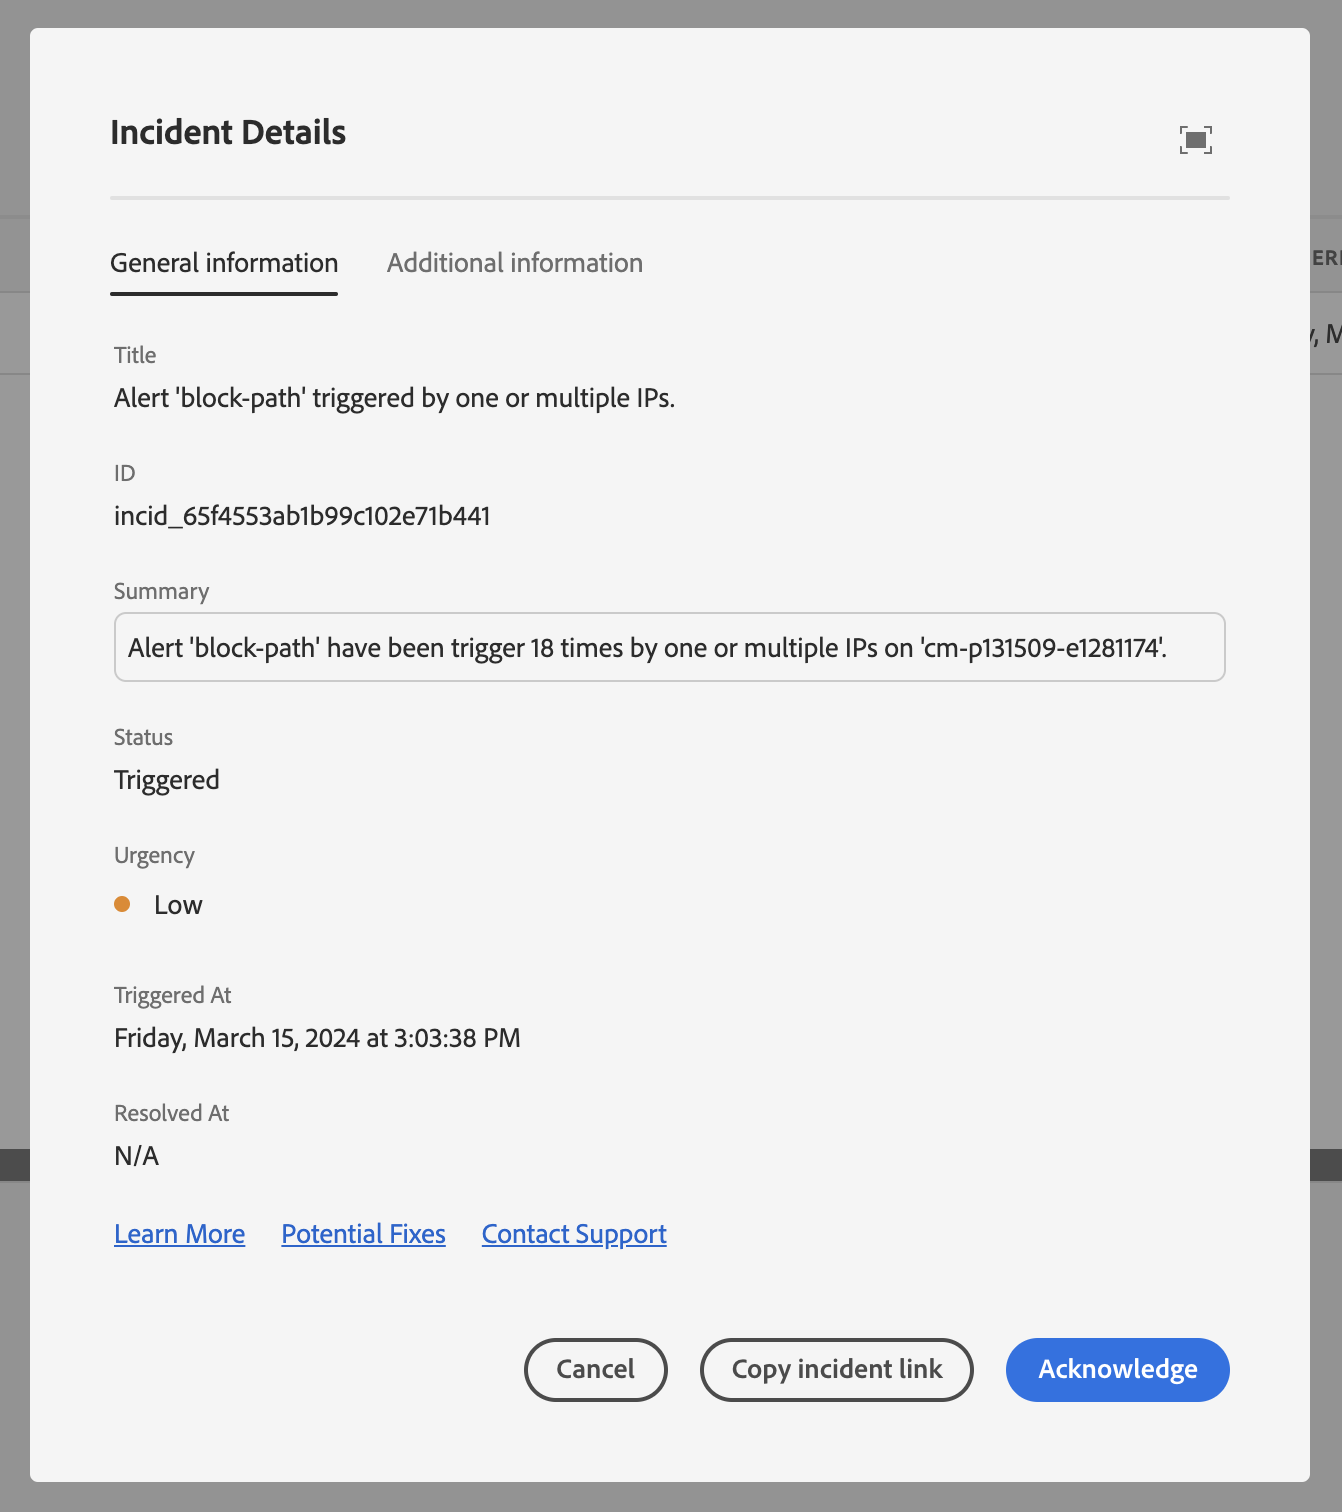 Incident Details
General information Additional information
Title
Alert 'block-path' triggered by one or multiple IPs.
ID
incid_65f4553ab1b99c102e71b441
Summary
Alert 'block-path' have been trigger 18 times by one or multiple IPs on 'cm-p131509-e1281174'.
Status
Triggered
Urgency
Low
Triggered At
Friday, March 15, 2024 at 3:03:38 PM
Resolved At
N/A
Learn More Potential Fixes Contact Support
Cancel Copy incident link Acknowledge